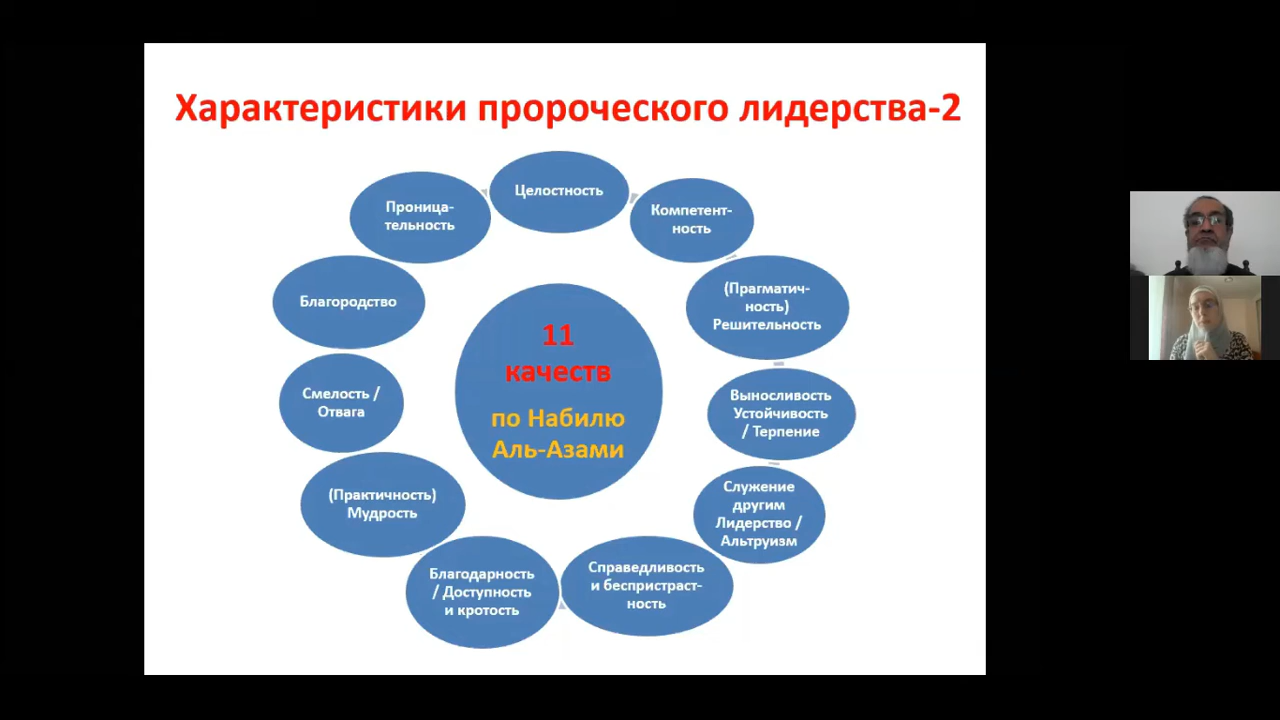 Характеристики пророческого лидерства-2
Целостность
Компетент-
ность
(Прагматич-
ность)
Решительность
Выносливость
Устойчивость
/ Терпение
Служение
другим
Лидерство /
Альтруизм
Справедливость
и беспристраст-
ность
Благодарность
/ Доступность
и кротость
(Практичность)
Мудрость
Смелость /
Отвага
Благородство
Проница-
тельность
11
качеств
по Набилю
Аль-Азами